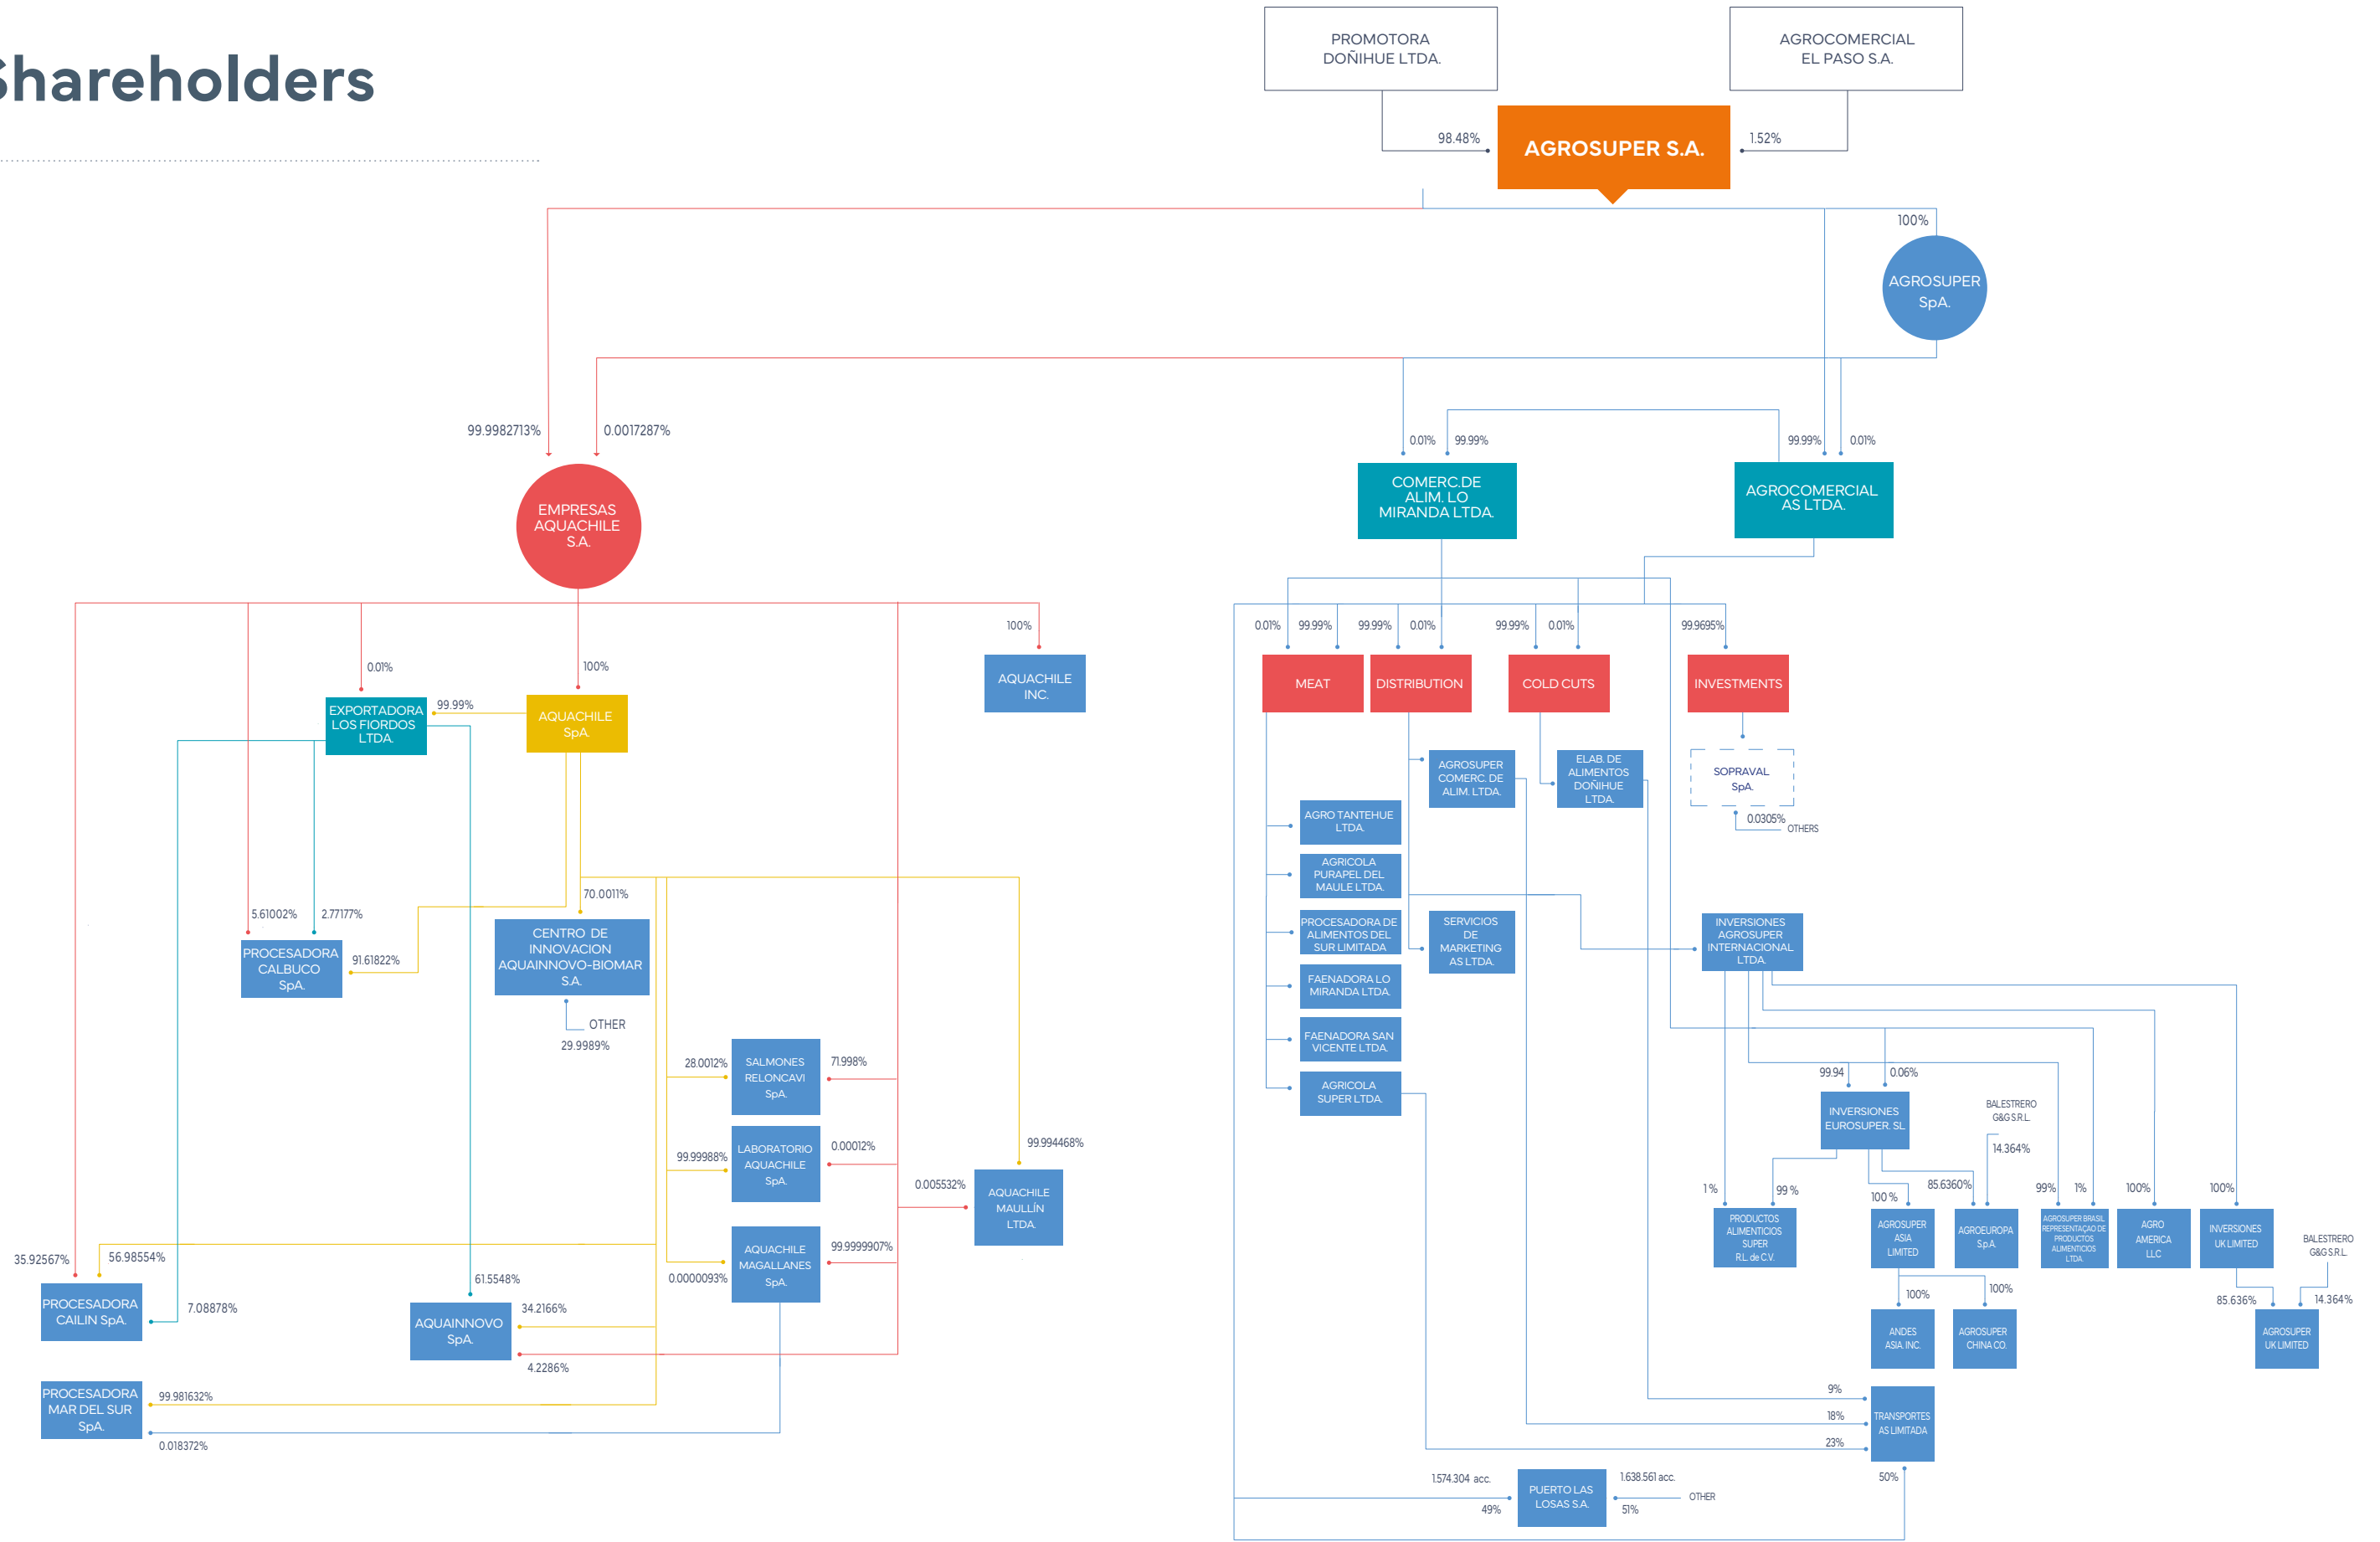 Shareholders
PROMOTORA
DOÑIHUE LTDA.
AGROCOMERCIAL
EL PASO S.A.
98.48%
AGROSUPER S.A.
1.52%
100%
AGROSUPER
SpA.
99.9982713%
0.0017287%
0.01%
99.99%
99.99%
0.01%
EMPRESAS
AQUACHILE
S.A.
COMERC.DE
ALIM. LO
MIRANDA LTDA.
AGROCOMERCIAL
AS LTDA.
0.01%
100%
100%
0.01%
99.99%
99.99%
0.01%
99.99%
0.01%
99.9695%
AQUACHILE
INC.
MEAT
DISTRIBUTION
COLD CUTS
INVESTMENTS
EXPORTADORA
LOS FIORDOS
LTDA.
99.99%
AQUACHILE
SpA.
AGROSUPER
COMERC. DE
ALIM. LTDA.
ELAB. DE
ALIMENTOS
DOÑIHUE
LTDA.
SOPRAVAL
SpA.
0.0305%
OTHERS
AGRO TANTEHUE
LTDA.
AGRICOLA
PURAPEL DEL
MAULE LTDA.
PROCESADORA DE
ALIMENTOS DEL
SUR LIMITADA
FAENADORA LO
MIRANDA LTDA.
FAENADORA SAN
VICENTE LTDA.
AGRICOLA
SUPER LTDA.
SERVICIOS
DE
MARKETING
AS LTDA.
INVERSIONES
AGROSUPER
INTERNACIONAL
LTDA.
5.61002%
2.77177%
70.0011%
PROCESADORA
CALBUCO
SpA.
91.61822%
CENTRO DE
INNOVACION
AQUAINNOVO-BIOMAR
S.A.
OTHER
29.9989%
28.0012%
SALMONES
RELONCAVI
SpA.
71.998%
99.99988%
LABORATORIO
AQUACHILE
SpA.
0.00012%
0.0000093%
AQUACHILE
MAGALLANES
SpA.
99.9999907%
99.994468%
0.005532%
AQUACHILE
MAULLÍN
LTDA.
99.94
0.06%
INVERSIONES
EUROSUPER. SL
BALESTRERO
G&G S.R.L.
14.364%
1 %
99 %
100 %
85.6360%
99%
1%
100%
100%
PRODUCTOS
ALIMENTICIOS
SUPER
R.L. de C.V.
AGROSUPER
ASIA
LIMITED
AGROEUROPA
S.p.A.
AGROSUPER BRASIL
REPRESENTAÇAO DE
PRODUCTOS
ALIMENTICIOS
LTDA.
AGRO
AMERICA
LLC
INVERSIONES
UK LIMITED
BALESTRERO
G&G S.R.L.
100%
100%
85.636%
14.364%
ANDES
ASIA. INC.
AGROSUPER
CHINA CO.
AGROSUPER
UK LIMITED
35.92567%
56.98554%
PROCESADORA
CAILIN SpA.
7.08878%
61.5548%
AQUAINNOVO
SpA.
34.2166%
4.2286%
PROCESADORA
MAR DEL SUR
SpA.
99.981632%
0.018372%
9%
18%
23%
TRANSPORTES
AS LIMITADA
50%
1.574.304 acc.
49%
PUERTO LAS
LOSAS S.A.
1.638.561 acc.
51%
OTHER